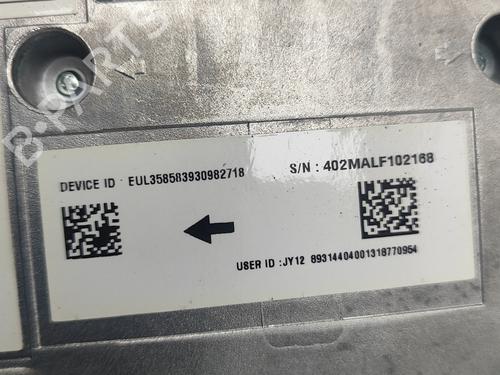 B-PARTS
S/N : 402MALF102168
DEVICE ID EUL358583930982718
USER ID :JY12 89314404001318770954